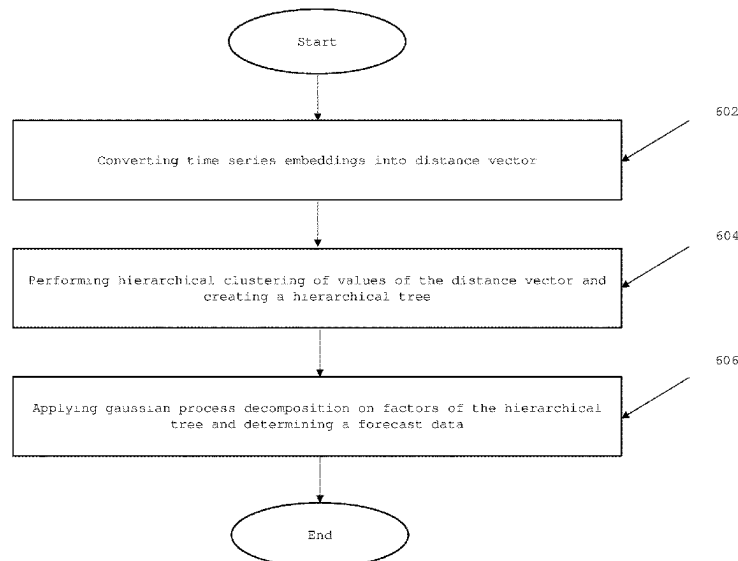 Start
602
Converting time series embeddings into distance vector
604
Performing hierarchical clustering of values of the distance vector and
creating a hierarchical tree
606
Applying gaussian process decomposition on factors of the hierarchical
tree and determining a forecast data
End